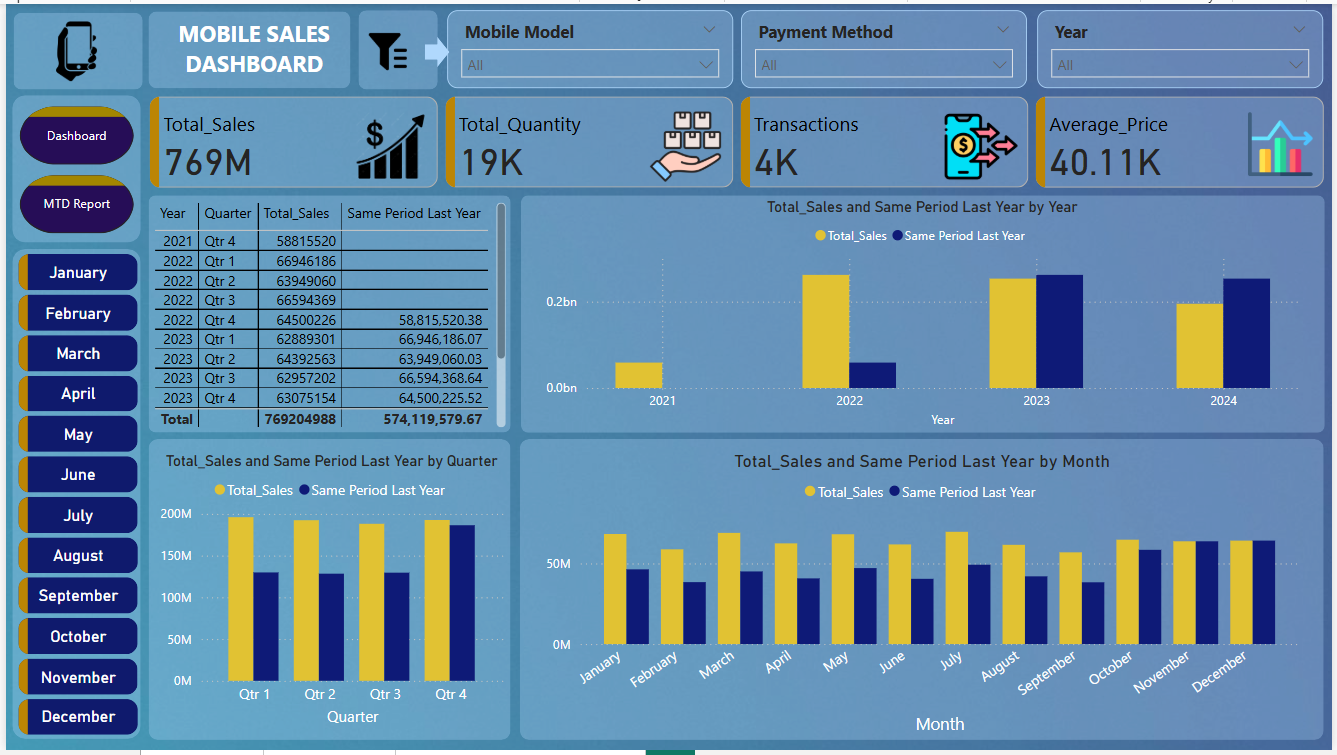 MOBILE SALES
DASHBOARD
Mobile Model
All
Payment Method
All
Year
All
Dashboard
MTD Report
January
February
March
April
May
June
July
August
September
October
November
December
Total_Sales
769M
Total_Quantity
19K
Transactions
4K
Average_Price
40.11K
Year Quarter Total_Sales Same Period Last Year
2021 Qtr 4 58815520
2022 Qtr 1 66946186
2022 Qtr 2 63949060
2022 Qtr 3 66594369
2022 Qtr 4 64500226 58,815,520.38
2023 Qtr 1 62889301 66,946,186.07
2023 Qtr 2 64392563 63,949,060.03
2023 Qtr 3 62957202 66,594,368.64
2023 Qtr 4 63075154 64,500,225.52
Total 769204988 574,119,579.67
Total_Sales and Same Period Last Year by Year
Total_Sales Same Period Last Year
0.2bn
0.0bn
2021 2022 2023 2024
Year
Total_Sales and Same Period Last Year by Quarter
Total_Sales Same Period Last Year
200M
150M
100M
50M
0M
Qtr 1 Qtr 2 Qtr 3 Qtr 4
Quarter
Total_Sales and Same Period Last Year by Month
Total_Sales Same Period Last Year
50M
0M
January February March April May June July August September October November December
Month